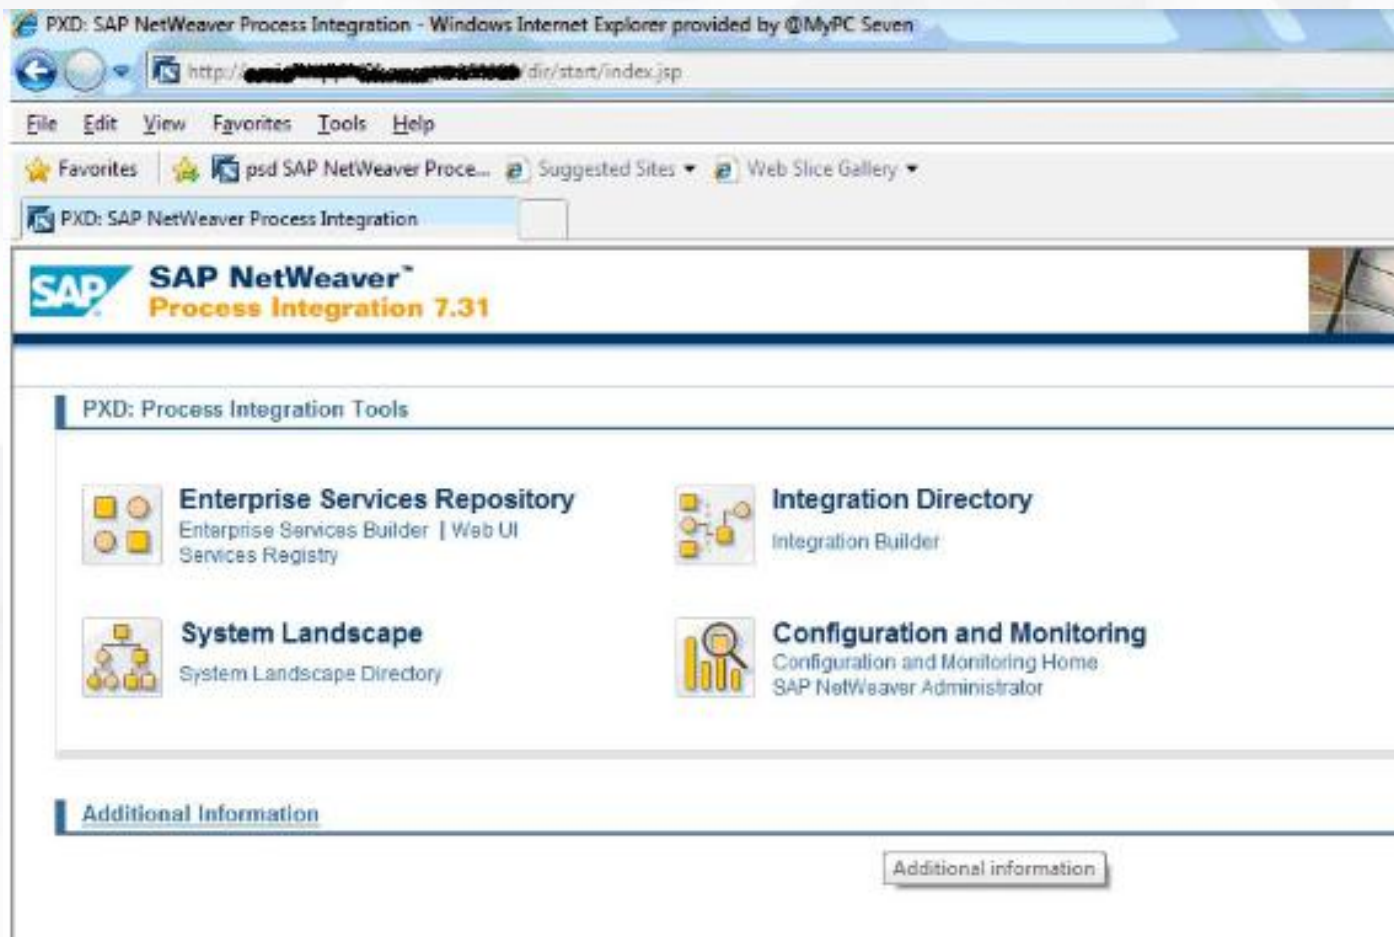 PXD: SAP NetWeaver Process Integration - Windows Internet Explorer provided by @MyPC Seven
http:// /dir/start/index.jsp
File Edit View Favorites Tools Help
Favorites psd SAP NetWeaver Proce... Suggested Sites Web Slice Gallery
PXD: SAP NetWeaver Process Integration
SAP SAP NetWeaver™
Process Integration 7.31
PXD: Process Integration Tools
Enterprise Services Repository
Enterprise Services Builder | Web UI
Services Registry
Integration Directory
Integration Builder
System Landscape
System Landscape Directory
Configuration and Monitoring
Configuration and Monitoring Home
SAP NetWeaver Administrator
Additional Information
Additional information